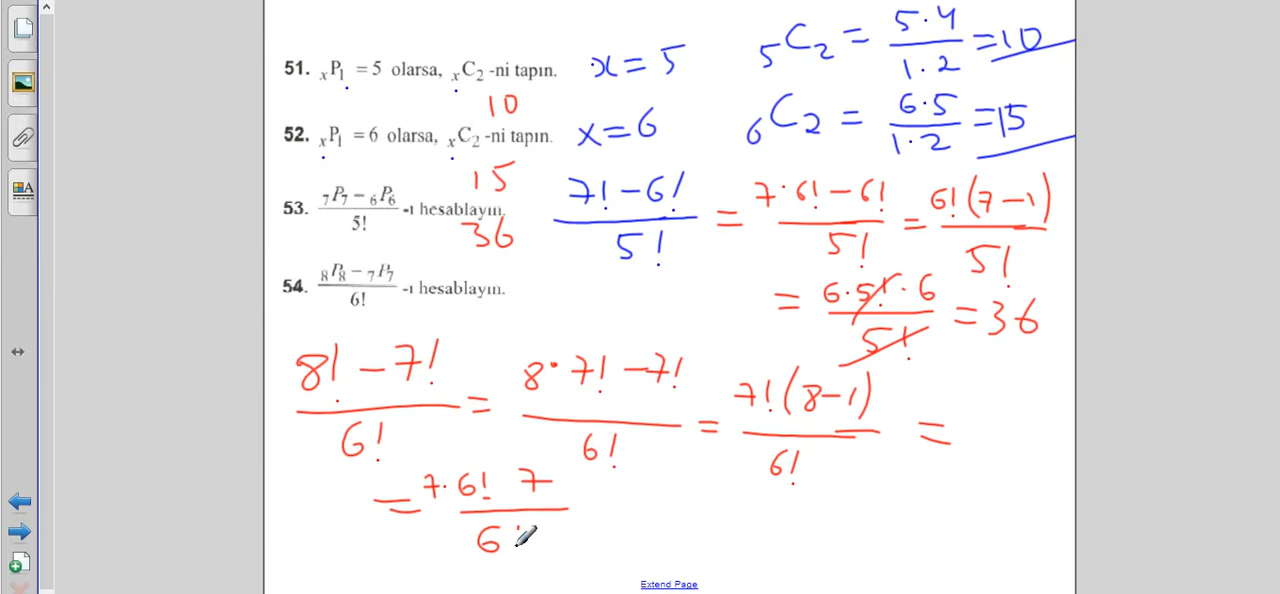 51. ₓP₁ = 5 olarsa, ₓC₂ -ni tapın. x = 5 ₅C₂ = (5·4)/(1·2) = 10
10
52. ₓP₁ = 6 olarsa, ₓC₂ -ni tapın. x = 6 ₆C₂ = (6·5)/(1·2) = 15
15
53. (₇P₇ – ₆P₆)/5! -ı hesablayın. (7! – 6!)/5! = (7·6! – 6!)/5! = (6!(7 – 1))/5!
36
= (6·5!·6)/5! = 36
54. (₈P₈ – ₇P₇)/6! -ı hesablayın.
(8! – 7!)/6! = (8·7! – 7!)/6! = (7!(8 – 1))/6! =
= (7·6! 7)/6
Extend Page